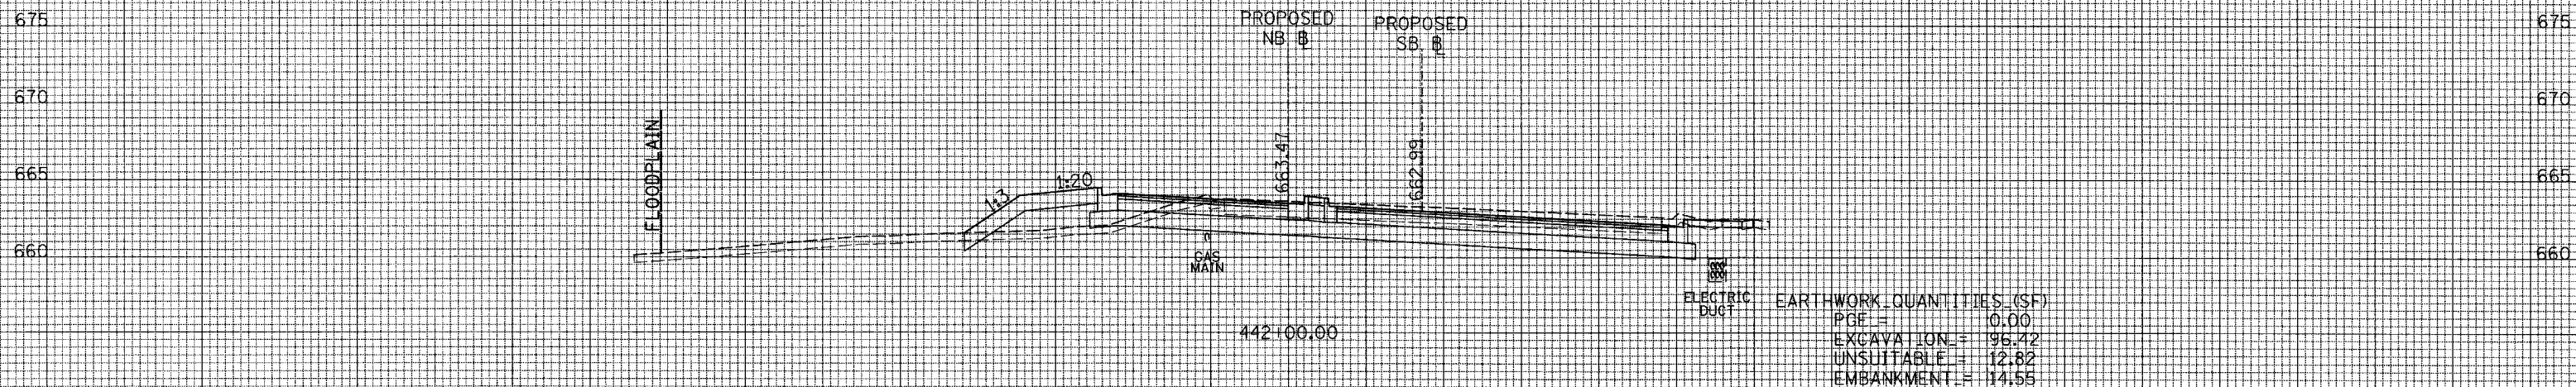 675
675
PROPOSED
NB B
PROPOSED
SB B
670
670
FLOODPLAIN
663.47
662.99
665
665
1:3
1:20
660
660
GAS
MAIN
ELECTRIC
DUCT
442+00.00
EARTHWORK QUANTITIES (SF)
PGE = 0.00
EXCAVATION = 96.42
UNSUITABLE = 12.82
EMBANKMENT = 14.55